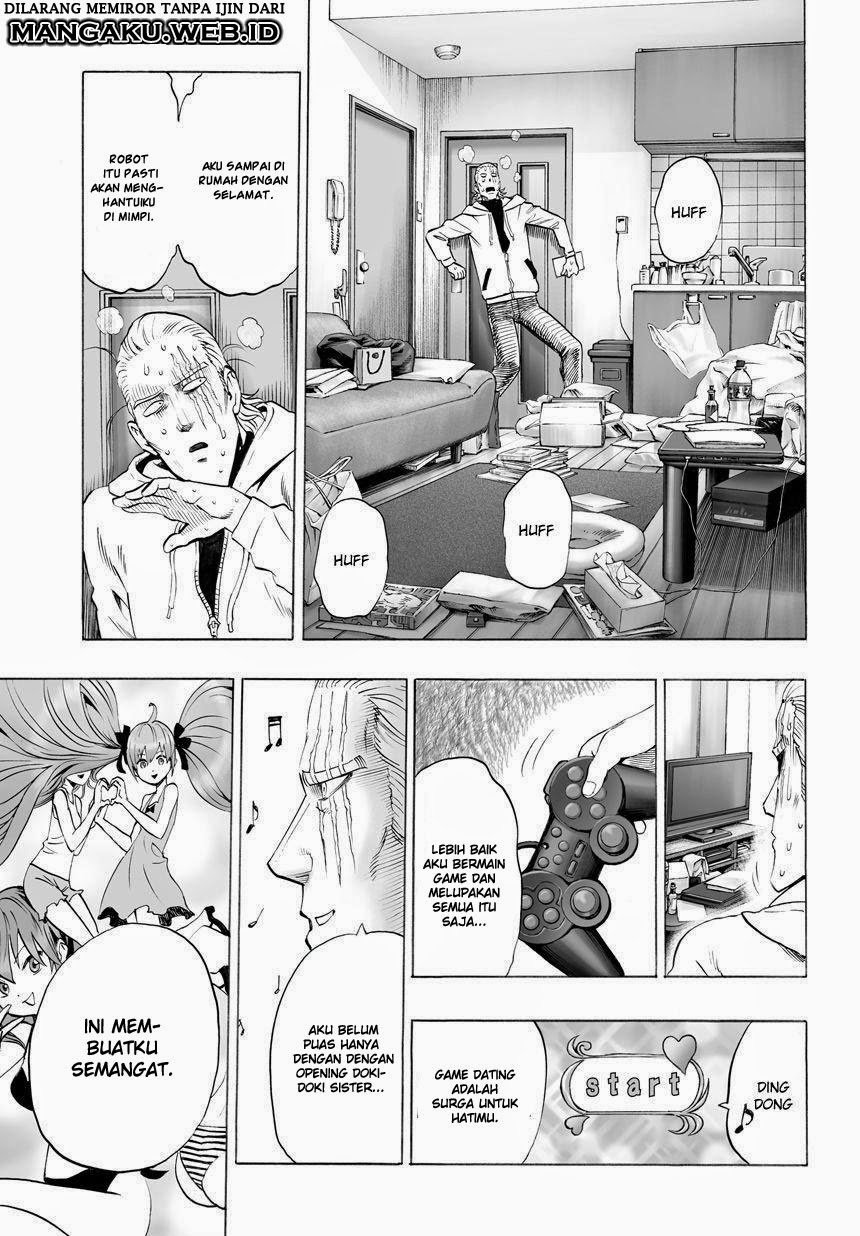 DILARANG MEMIROR TANPA IJIN DARI
MANGAKU.WEB.ID
HUFF
HUFF
HUFF
AKU SAMPAI DI
RUMAH DENGAN
SELAMAT.
ROBOT
ITU PASTI
AKAN MENG-
HANTUIKU
DI MIMPI.
LEBIH BAIK
AKU BERMAIN
GAME DAN
MELUPAKAN
SEMUA ITU
SAJA...
DING
DONG
start
GAME DATING
ADALAH
SURGA UNTUK
HATIMU.
AKU BELUM
PUAS HANYA
DENGAN DENGAN
OPENING DOKI-
DOKI SISTER...
INI MEM-
BUATKU
SEMANGAT.